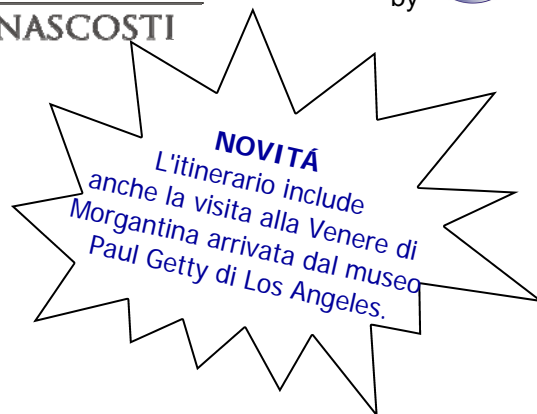 by
NASCOSTI
NOVITÁ
L'itinerario include
anche la visita alla Venere di
Morgantina arrivata dal museo
Paul Getty di Los Angeles.